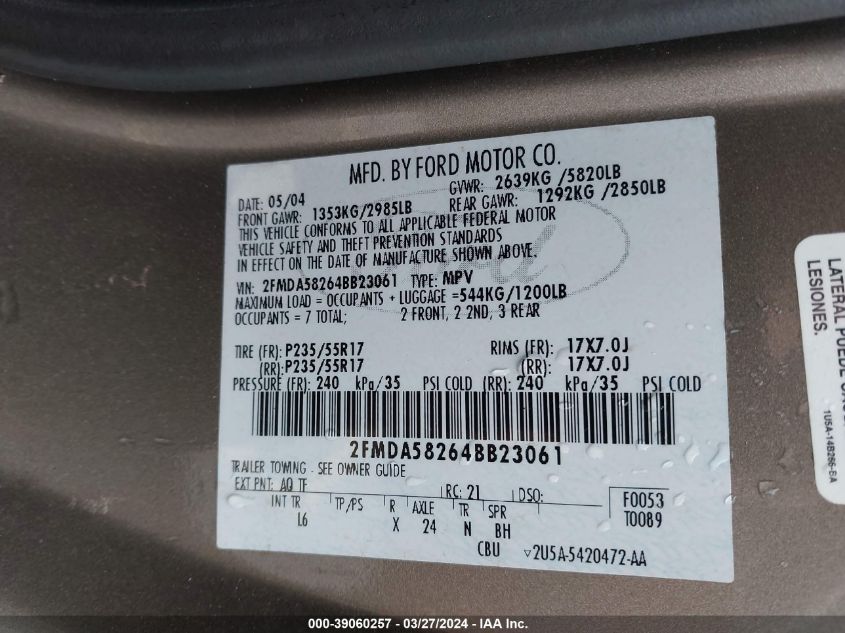 MFD. BY FORD MOTOR CO.
DATE: 05/04 GVWR: 2639KG /5820LB
FRONT GAWR: 1353KG/2985LB REAR GAWR: 1292KG /2850LB
THIS VEHICLE CONFORMS TO ALL APPLICABLE FEDERAL MOTOR
VEHICLE SAFETY AND THEFT PREVENTION STANDARDS
IN EFFECT ON THE DATE OF MANUFACTURE SHOWN ABOVE.
Ford
VIN: 2FMDA58264BB23061 TYPE: MPV
MAXIMUM LOAD = OCCUPANTS + LUGGAGE =544KG/1200LB
OCCUPANTS = 7 TOTAL; 2 FRONT, 2 2ND, 3 REAR
TIRE (FR): P235/55R17 RIMS (FR): 17X7.0J
(RR): P235/55R17 (RR): 17X7.0J
PRESSURE (FR): 240 kPa/35 PSI COLD (RR): 240 kPa/35 PSI COLD
2FMDA58264BB23061
TRAILER TOWING - SEE OWNER GUIDE
EXT PNT: AQ TF RC: 21 DSO: F0053
INT TR TP/PS R AXLE TR SPR T0089
L6 X 24 N BH
CBU ▽2U5A-5420472-AA
LATERAL PUEDE
LESIONES.
1U5A-14B266-BA
000-39060257 - 03/27/2024 - IAA Inc.